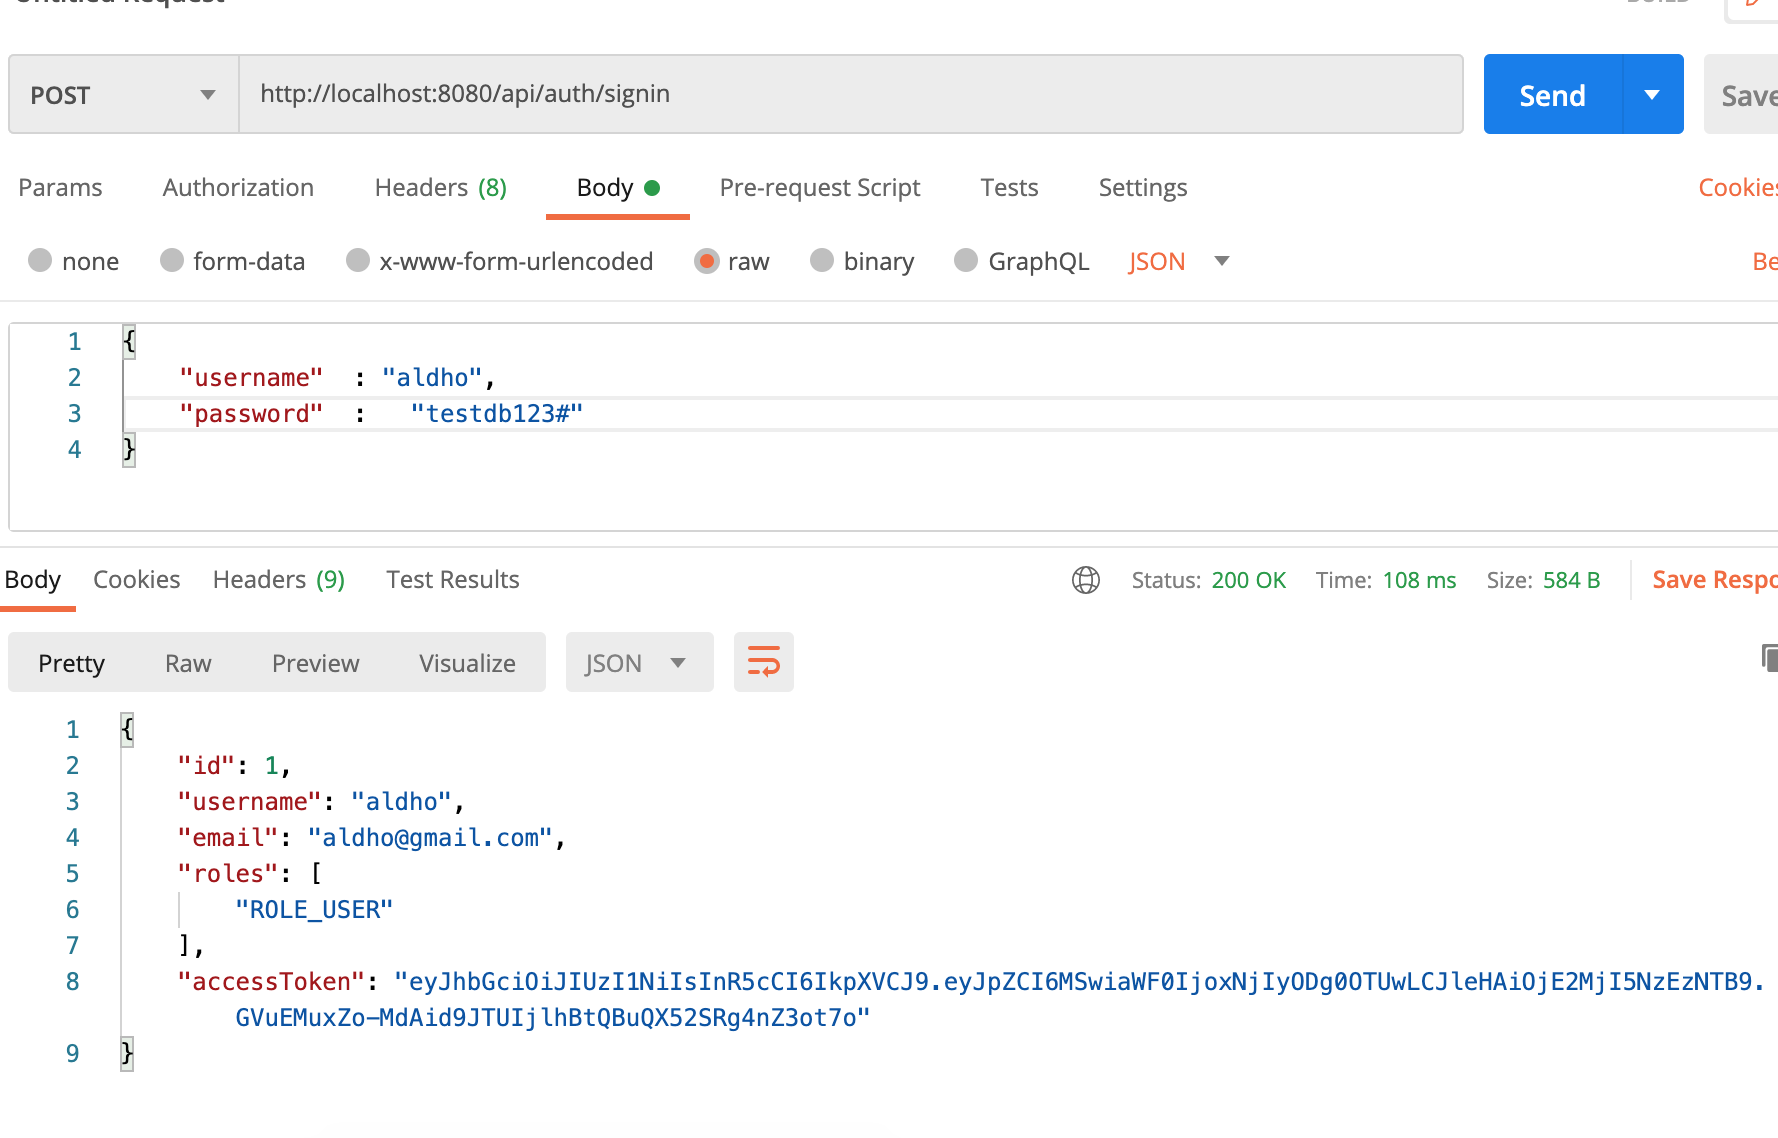 Untitled Request
BUILD
POST
http://localhost:8080/api/auth/signin
Send
Save
Params Authorization Headers (8) Body Pre-request Script Tests Settings Cookies
none form-data x-www-form-urlencoded raw binary GraphQL JSON Be
1 {
2 "username" : "aldho",
3 "password" : "testdb123#"
4 }
Body Cookies Headers (9) Test Results Status: 200 OK Time: 108 ms Size: 584 B Save Respo
Pretty Raw Preview Visualize JSON
1 {
2 "id": 1,
3 "username": "aldho",
4 "email": "aldho@gmail.com",
5 "roles": [
6 "ROLE_USER"
7 ],
8 "accessToken": "eyJhbGciOiJIUzI1NiIsInR5cCI6IkpXVCJ9.eyJpZCI6MSwiaWF0IjoxNjIyODg0OTUwLCJleHAiOjE2MjI5NzEzNTB9.
GVuEMuxZo-MdAid9JTUIjlhBtQBuQX52SRg4nZ3ot7o"
9 }